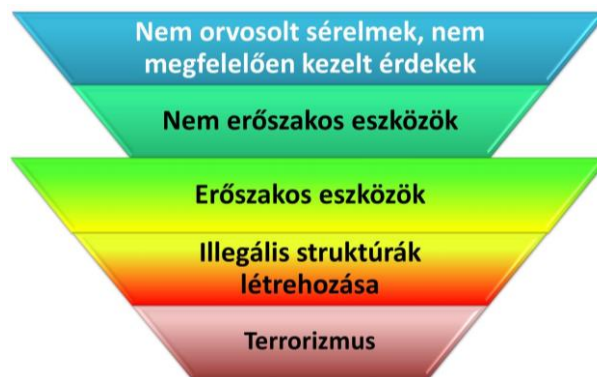 Nem orvosolt sérelmek, nem
megfelelően kezelt érdekek
Nem erőszakos eszközök
Erőszakos eszközök
Illegális struktúrák
létrehozása
Terrorizmus